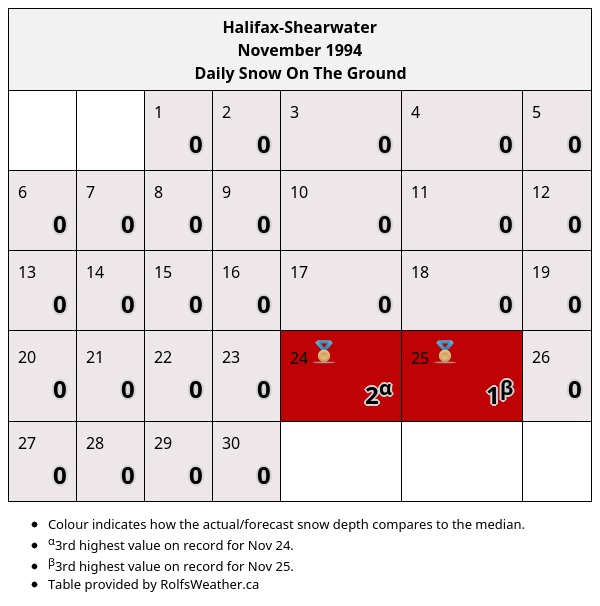 Halifax-Shearwater
November 1994
Daily Snow On The Ground
1 2 3 4 5
0 0 0 0 0
6 7 8 9 10 11 12
0 0 0 0 0 0 0
13 14 15 16 17 18 19
0 0 0 0 0 0 0
20 21 22 23 24 25 26
0 0 0 0 2α 1β 0
27 28 29 30
0 0 0 0
Colour indicates how the actual/forecast snow depth compares to the median.
α3rd highest value on record for Nov 24.
β3rd highest value on record for Nov 25.
Table provided by RolfsWeather.ca